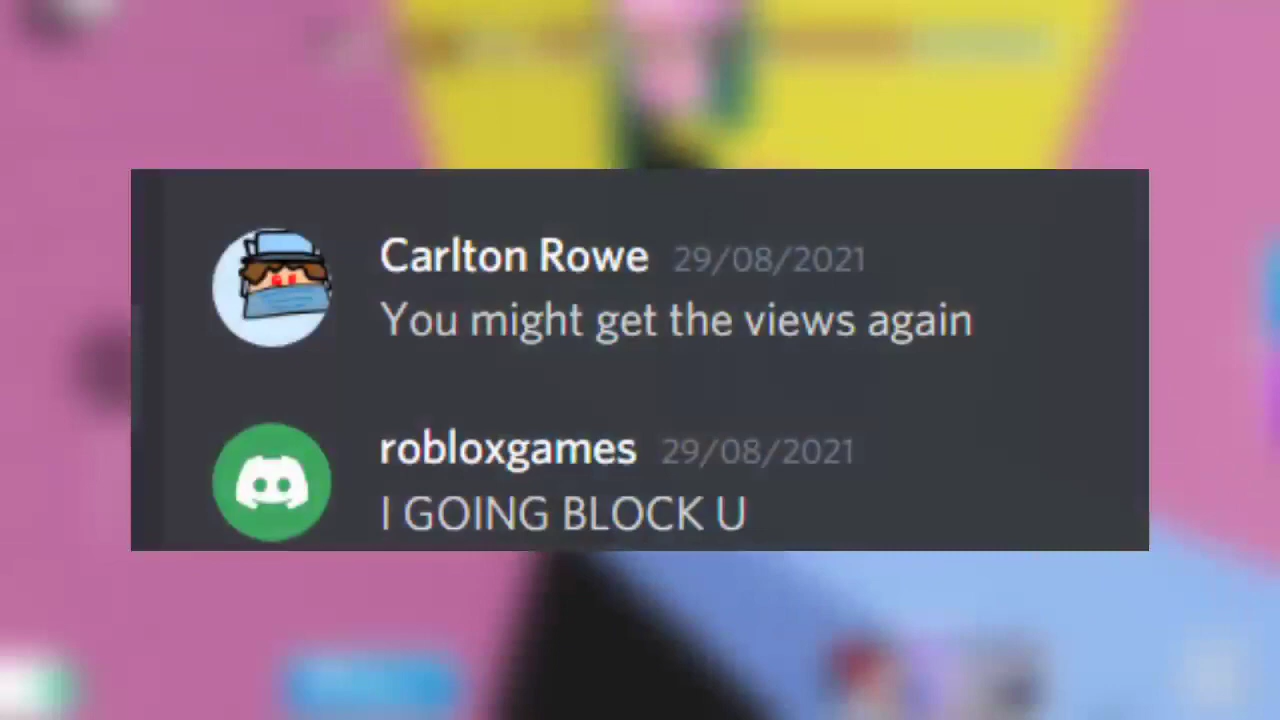 Carlton Rowe 29/08/2021
You might get the views again
robloxgames 29/08/2021
I GOING BLOCK U